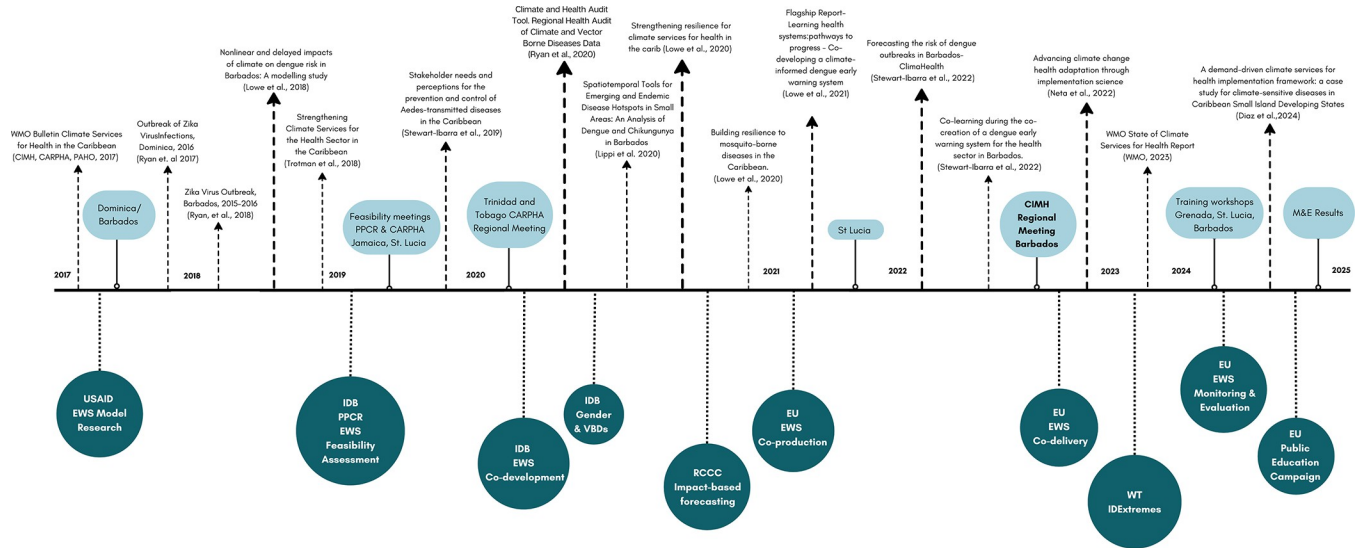 WMO Bulletin Climate Services
for Health in the Caribbean
(CIMH, CARPHA, PAHO, 2017)
Outbreak of Zika
VirusInfections,
Dominica, 2016
(Ryan et. al 2017)
Zika Virus Outbreak,
Barbados, 2015-2016
(Ryan, et., 2018)
Nonlinear and delayed impacts
of climate on dengue risk in
Barbados: A modelling study
(Lowe et al., 2018)
Strengthening
Climate Services for
the Health Sector in
the Caribbean
(Trotman et al., 2018)
Stakeholder needs and
perceptions for the
prevention and control of
Aedes-transmitted diseases
in the Caribbean
(Stewart-Ibarra et al., 2019)
Climate and Health Audit
Tool. Regional Health Audit
of Climate and Vector
Borne Diseases Data
(Ryan et al., 2020)
Spatiotemporal Tools for
Emerging and Endemic
Disease Hotspots in Small
Areas: An Analysis of
Dengue and Chikungunya
in Barbados
(Lippi et al. 2020)
Strengthening resilience for
climate services for health in
the carib (Lowe et al., 2020)
Building resilience to
mosquito-borne
diseases in the
Caribbean.
(Lowe et al., 2020)
Flagship Report-
Learning health
systems:pathways to
progress – Co-
developing a climate-
informed dengue early
warning system
(Lowe et al., 2021)
Forecasting the risk of dengue
outbreaks in Barbados-
ClimaHealth
(Stewart-Ibarra et al., 2022)
Co-learning during the co-
creation of a dengue early
warning system for the health
sector in Barbados.
(Stewart-Ibarra et al., 2022)
Advancing climate change
health adaptation through
implementation science
(Neta et al., 2022)
WMO State of Climate
Services for Health Report
(WMO, 2023)
A demand-driven climate services for
health implementation framework: a case
study for climate-sensitive diseases in
Caribbean Small Island Developing States
(Diaz et al.,2024)
Dominica/
Barbados
Feasibility meetings
PPCR & CARPHA
Jamaica, St. Lucia
Trinidad and
Tobago CARPHA
Regional Meeting
St Lucia
CIMH
Regional
Meeting
Barbados
Training workshops
Grenada, St. Lucia,
Barbados
M&E Results
2017
2018
2019
2020
2021
2022
2023
2024
2025
USAID
EWS Model
Research
IDB
PPCR
EWS
Feasibility
Assessment
IDB
EWS
Co-development
IDB
Gender
& VBDs
RCCC
Impact-based
forecasting
EU
EWS
Co-production
EU
EWS
Co-delivery
WT
IDExtremes
EU
EWS
Monitoring &
Evaluation
EU
Public
Education
Campaign